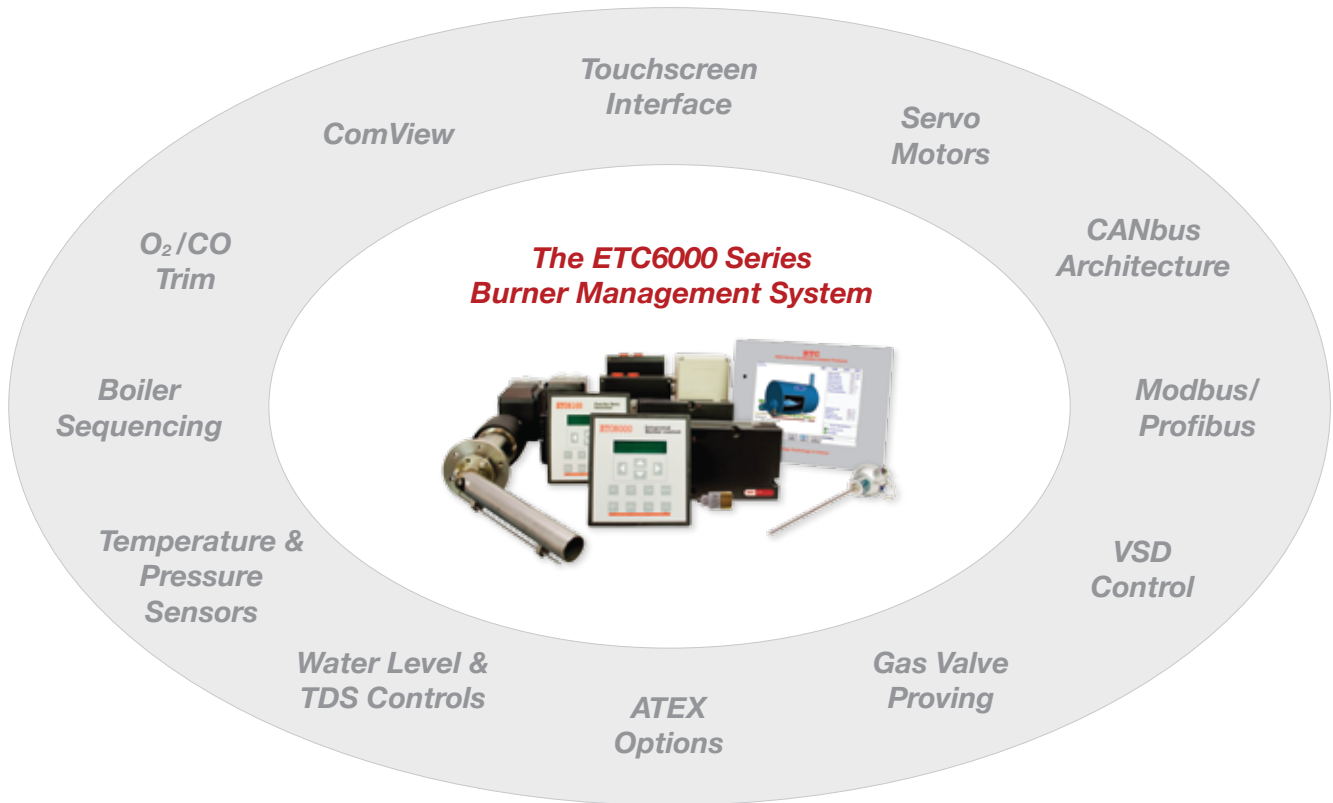 Touchscreen
Interface
Servo
Motors
CANbus
Architecture
Modbus/
Profibus
VSD
Control
Gas Valve
Proving
ATEX
Options
Water Level &
TDS Controls
Temperature &
Pressure
Sensors
Boiler
Sequencing
O₂/CO
Trim
ComView
The ETC6000 Series
Burner Management System
ETC
ETC6000